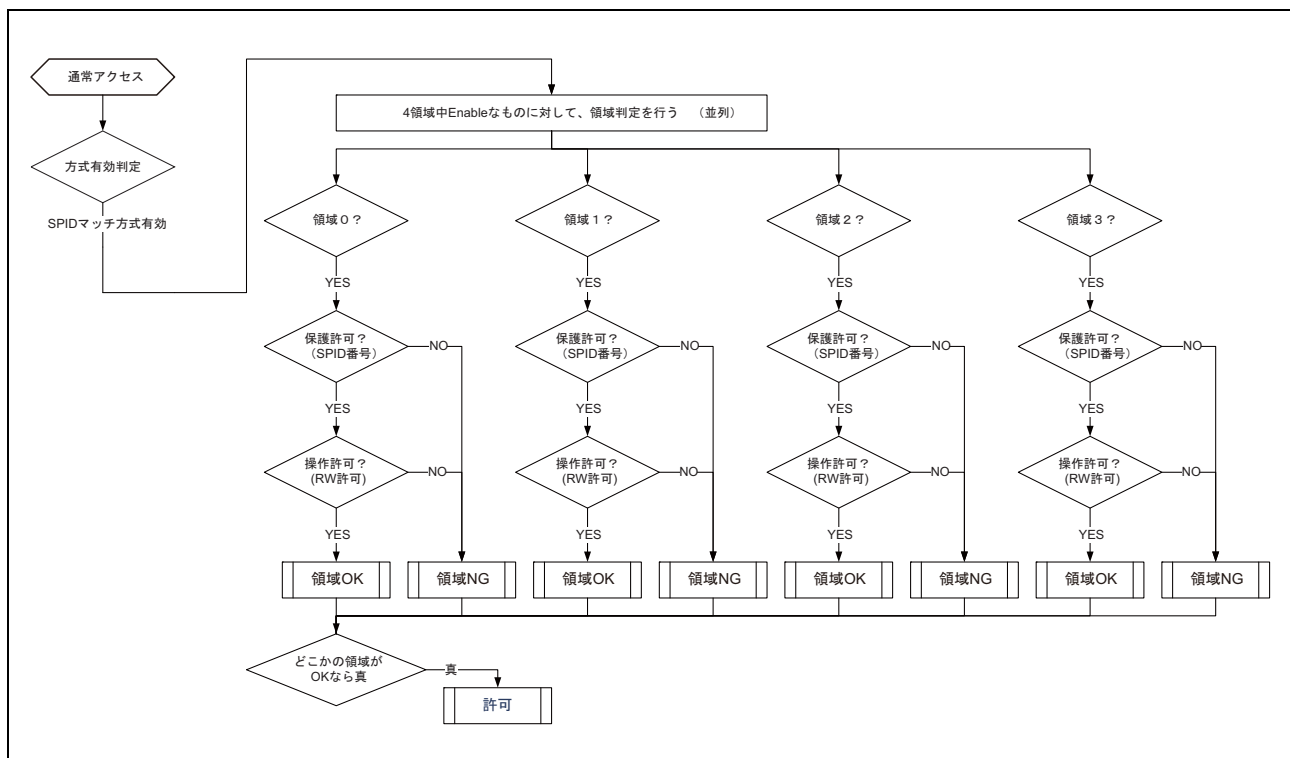 通常アクセス
4領域中Enableなものに対して、領域判定を行う　（並列）
方式有効判定
SPIDマッチ方式有効
領域０？
領域１？
領域２？
領域３？
YES
YES
YES
YES
保護許可？
（SPID番号）
NO
保護許可？
（SPID番号）
NO
保護許可？
（SPID番号）
NO
保護許可？
（SPID番号）
NO
YES
YES
YES
YES
操作許可？
(RW許可)
NO
操作許可？
(RW許可)
NO
操作許可？
(RW許可)
NO
操作許可？
(RW許可)
NO
YES
YES
YES
YES
領域OK
領域NG
領域OK
領域NG
領域OK
領域NG
領域OK
領域NG
どこかの領域が
OKなら真
真
許可